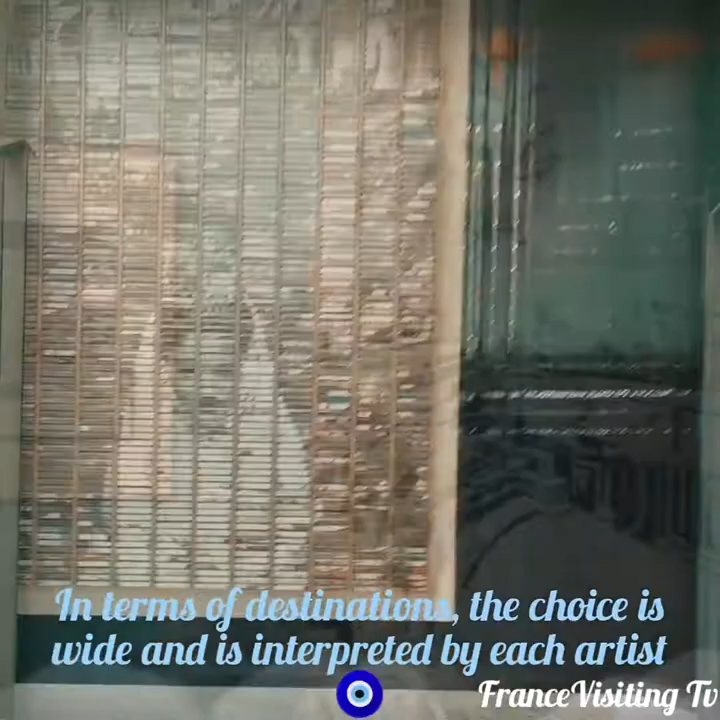 In terms of destinations, the choice is
wide and is interpreted by each artist
FranceVisiting Tv